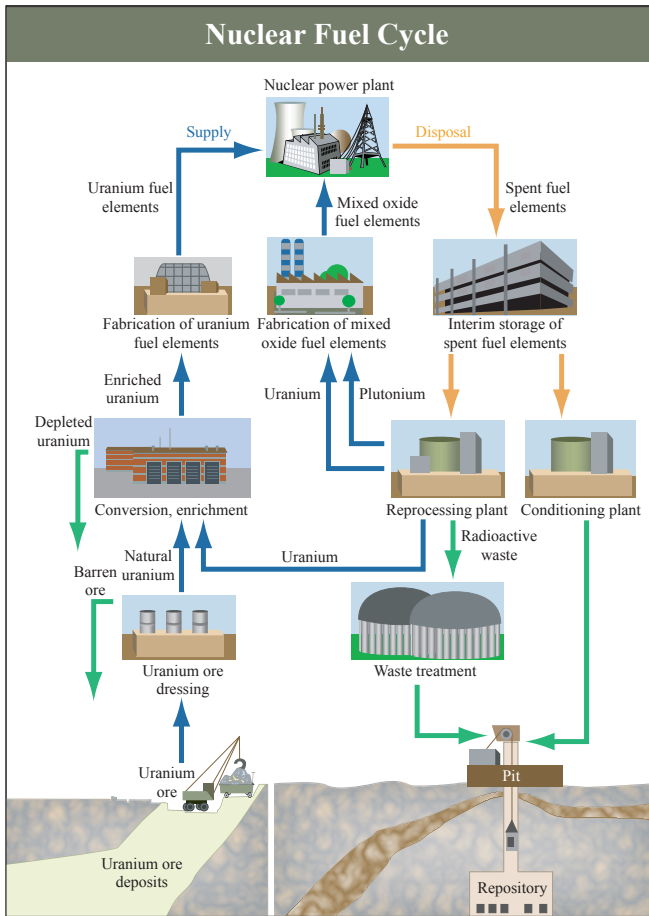 Nuclear Fuel Cycle
Nuclear power plant
Supply
Disposal
Uranium fuel
elements
Mixed oxide
fuel elements
Spent fuel
elements
Fabrication of uranium
fuel elements
Fabrication of mixed
oxide fuel elements
Interim storage of
spent fuel elements
Enriched
uranium
Uranium
Plutonium
Depleted
uranium
Conversion, enrichment
Reprocessing plant
Conditioning plant
Natural
uranium
Uranium
Radioactive
waste
Barren
ore
Uranium ore
dressing
Waste treatment
Uranium
ore
Pit
Uranium ore
deposits
Repository